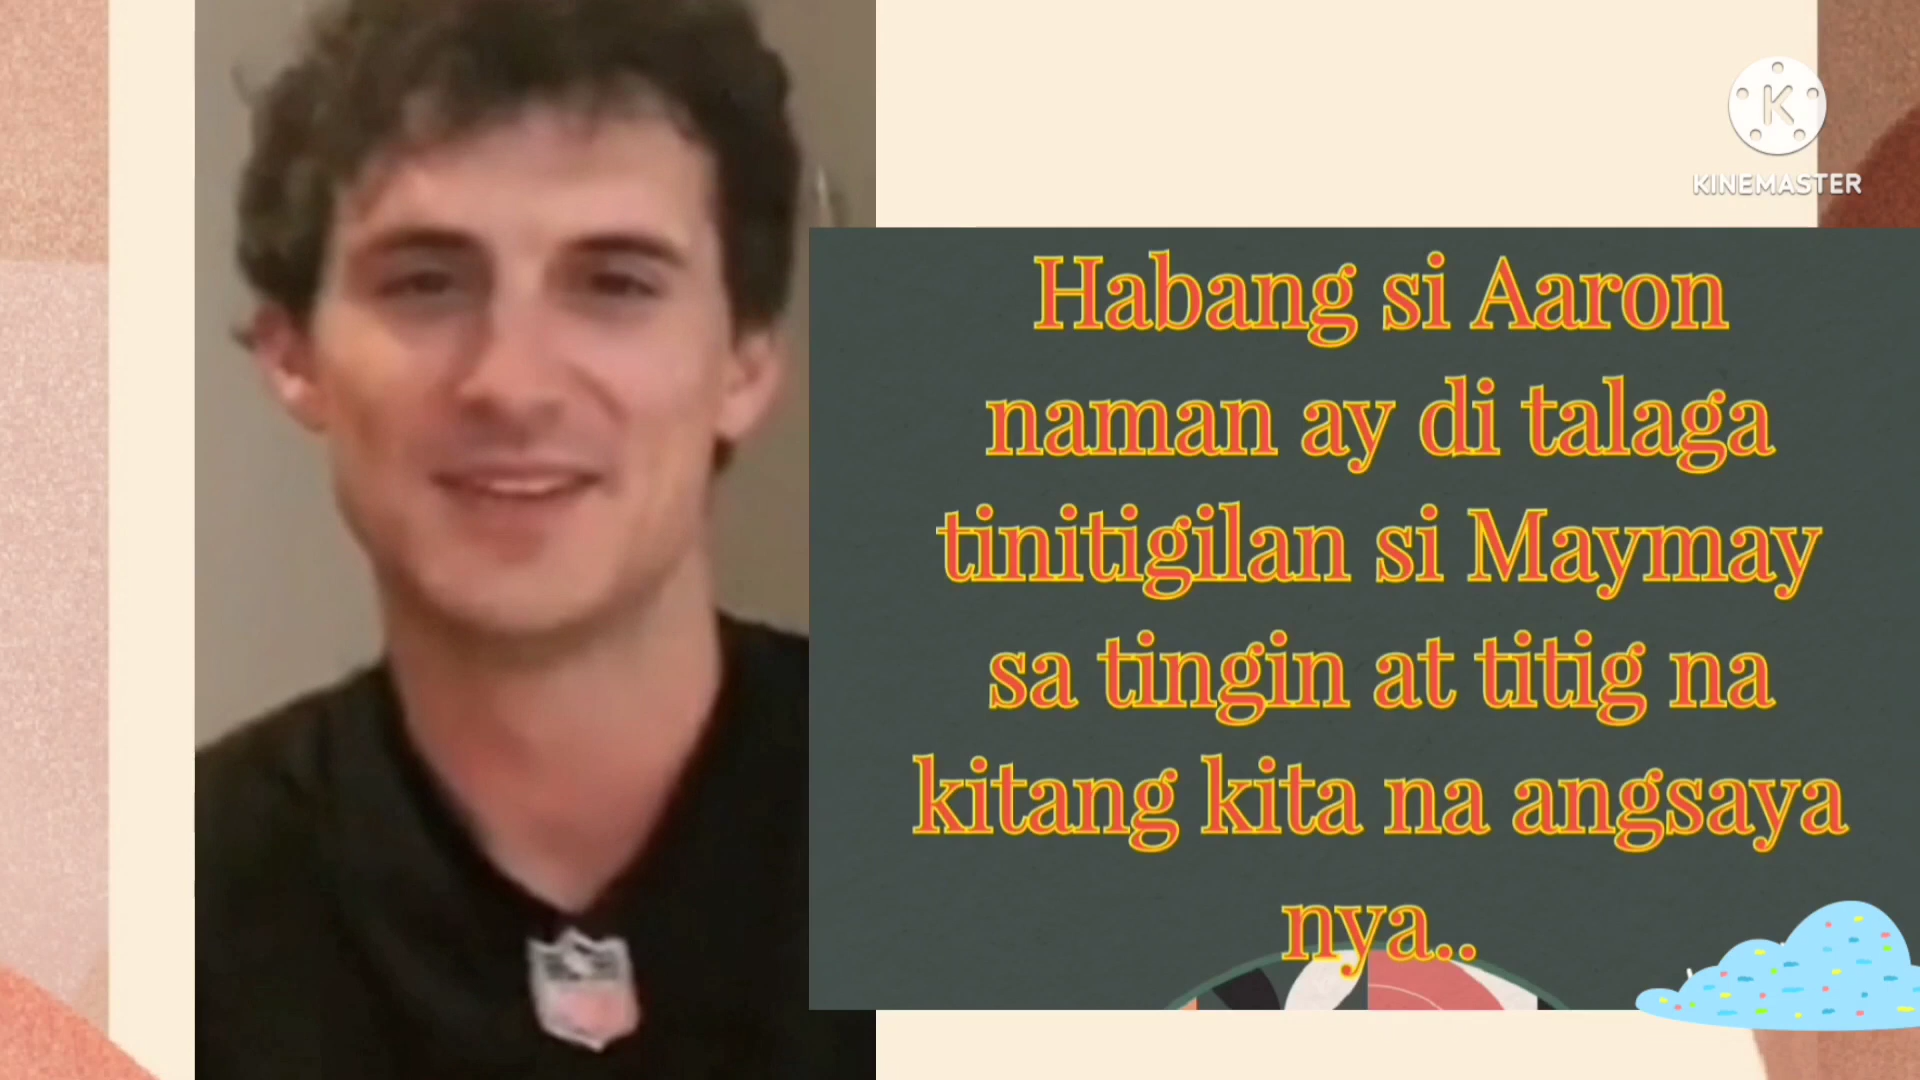 KINEMASTER
Habang si Aaron
naman ay di talaga
tinitigilan si Maymay
sa tingin at titig na
kitang kita na angsaya
nya..